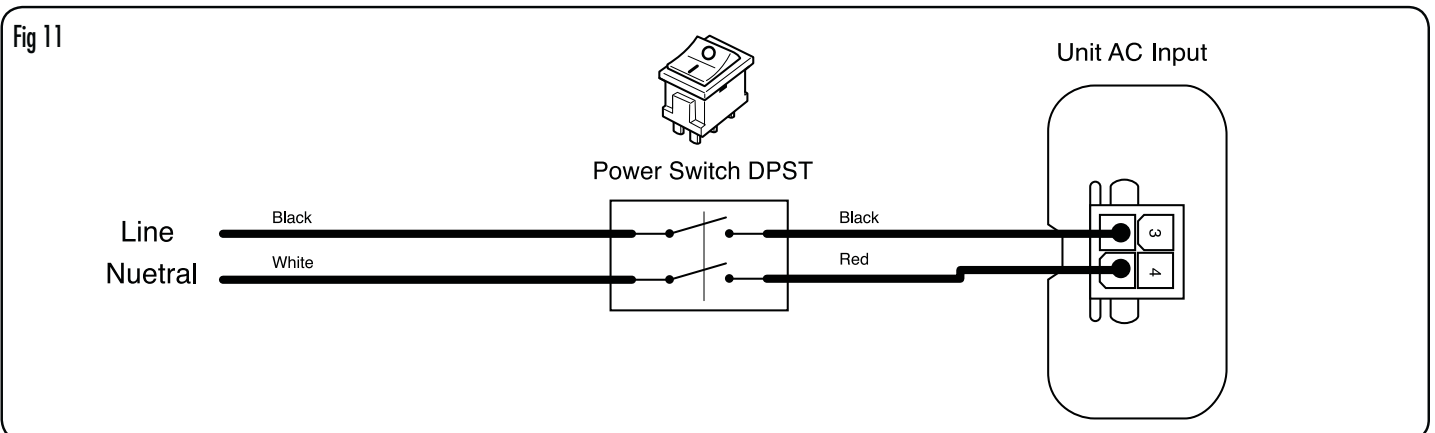 Fig 11
Unit AC Input
Power Switch DPST
Line
Black
Black
3
Nuetral
White
Red
4